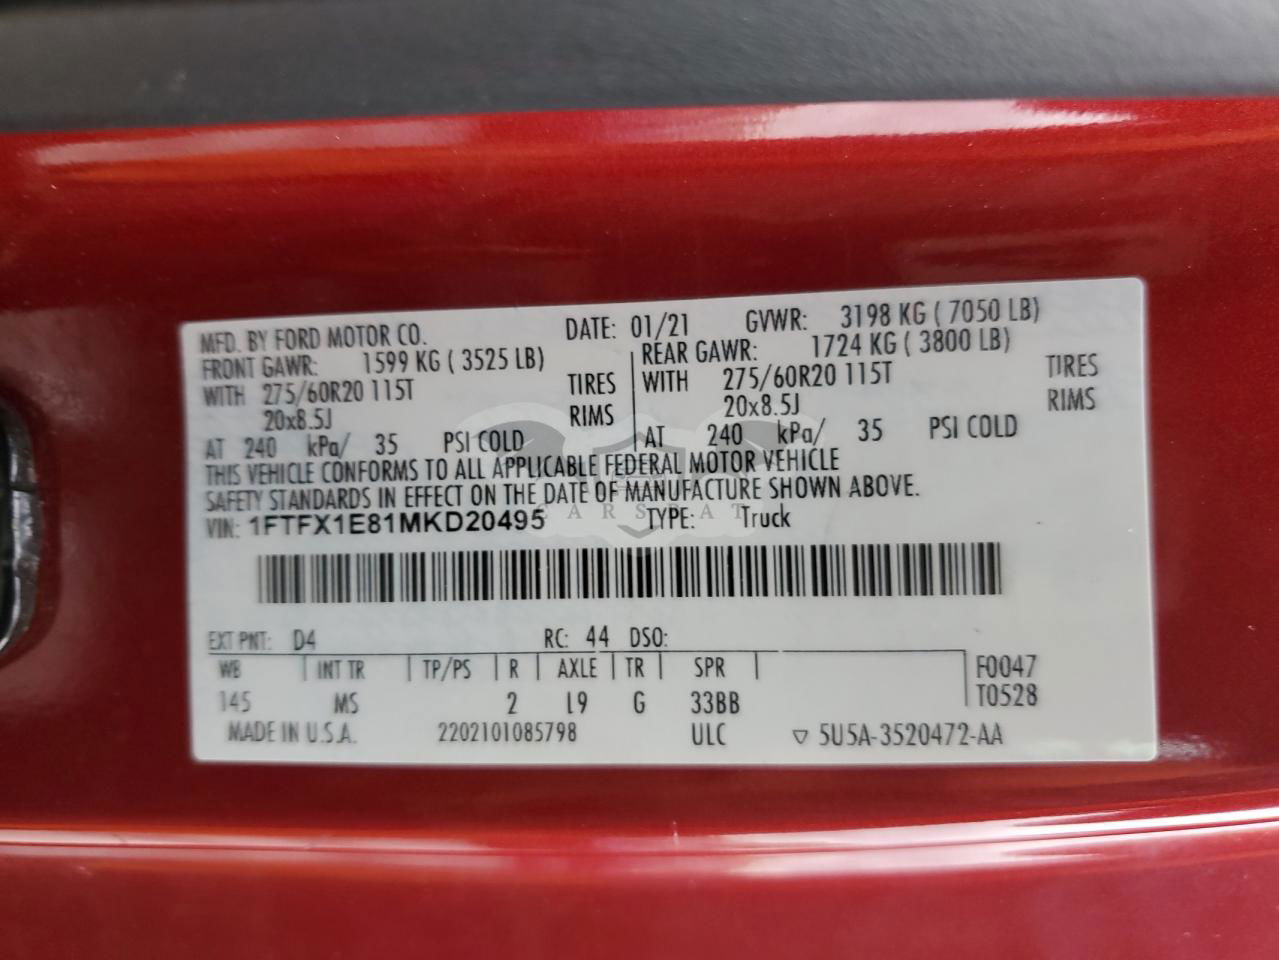 MFD. BY FORD MOTOR CO. DATE: 01/21 GVWR: 3198 KG ( 7050 LB)
FRONT GAWR: 1599 KG ( 3525 LB) REAR GAWR: 1724 KG ( 3800 LB)
WITH 275/60R20 115T TIRES WITH 275/60R20 115T TIRES
20x8.5J RIMS 20x8.5J RIMS
AT 240 kPa/ 35 PSI COLD AT 240 kPa/ 35 PSI COLD
THIS VEHICLE CONFORMS TO ALL APPLICABLE FEDERAL MOTOR VEHICLE
SAFETY STANDARDS IN EFFECT ON THE DATE OF MANUFACTURE SHOWN ABOVE.
VIN: 1FTFX1E81MKD20495 TYPE: Truck
EXT PNT: D4 RC: 44 DSO:
WB INT TR TP/PS R AXLE TR SPR F0047
145 MS 2 L9 G 33BB T0528
MADE IN U.S.A. 2202101085798 ULC ▽ 5U5A-3520472-AA